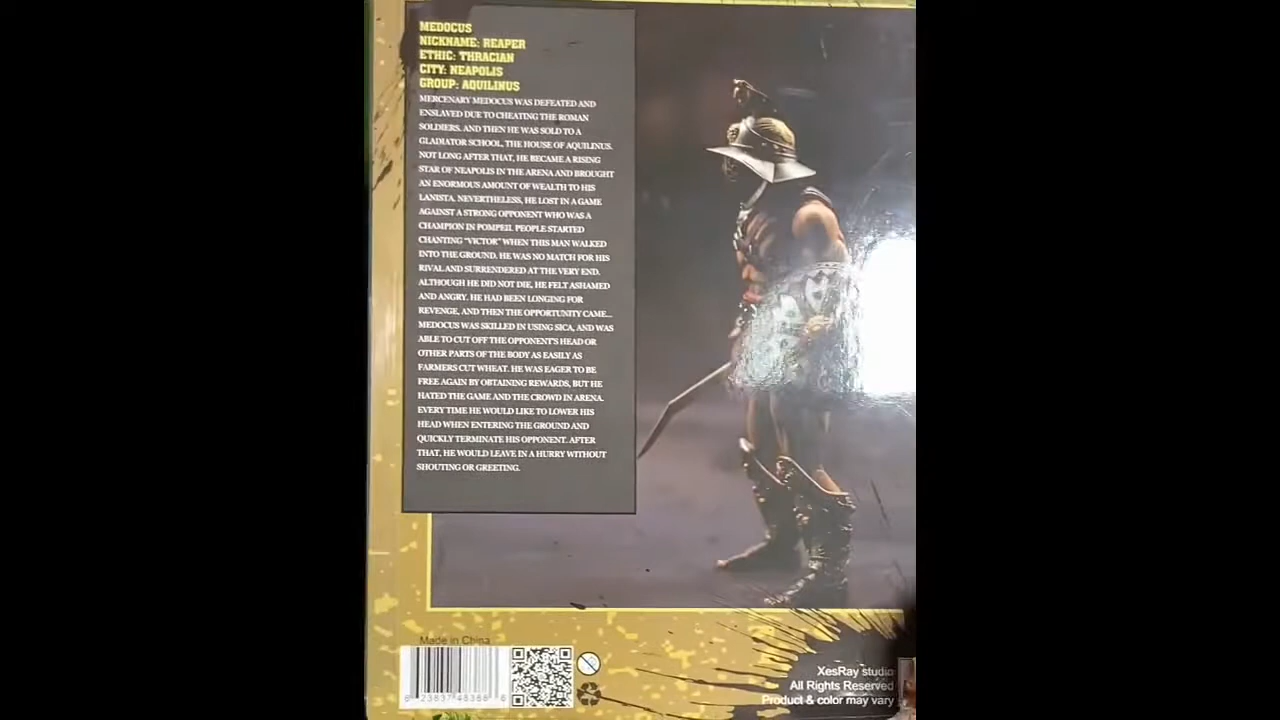 MEDOCUS
NICKNAME: REAPER
ETHIC: THRACIAN
CITY: NEAPOLIS
GROUP: AQUILINUS
MERCENARY MEDOCUS WAS DEFEATED AND
ENSLAVED DUE TO CHEATING THE ROMAN
SOLDIERS. AND THEN HE WAS SOLD TO A
GLADIATOR SCHOOL, THE HOUSE OF AQUILINUS.
NOT LONG AFTER THAT, HE BECAME A RISING
STAR OF NEAPOLIS IN THE ARENA AND BROUGHT
AN ENORMOUS AMOUNT OF WEALTH TO HIS
LANISTA. NEVERTHELESS, HE LOST IN A GAME
AGAINST A STRONG OPPONENT WHO WAS A
CHAMPION IN POMPEII. PEOPLE STARTED
CHANTING "VICTOR" WHEN THIS MAN WALKED
INTO THE GROUND. HE WAS NO MATCH FOR HIS
RIVAL AND SURRENDERED AT THE VERY END.
ALTHOUGH HE DID NOT DIE, HE FELT ASHAMED
AND ANGRY. HE HAD BEEN LONGING FOR
REVENGE, AND THEN THE OPPORTUNITY CAME...
MEDOCUS WAS SKILLED IN USING SICA, AND WAS
ABLE TO CUT OFF THE OPPONENT'S HEAD OR
OTHER PARTS OF THE BODY AS EASILY AS
FARMERS CUT WHEAT. HE WAS EAGER TO BE
FREE AGAIN BY OBTAINING REWARDS, BUT HE
HATED THE GAME AND THE CROWD IN ARENA.
EVERY TIME HE WOULD LIKE TO LOWER HIS
HEAD WHEN ENTERING THE GROUND AND
QUICKLY TERMINATE HIS OPPONENT. AFTER
THAT, HE WOULD LEAVE IN A HURRY WITHOUT
SHOUTING OR GREETING.
Made in China
6 23637 48386 6
XesRay studio
All Rights Reserved
Product & color may vary